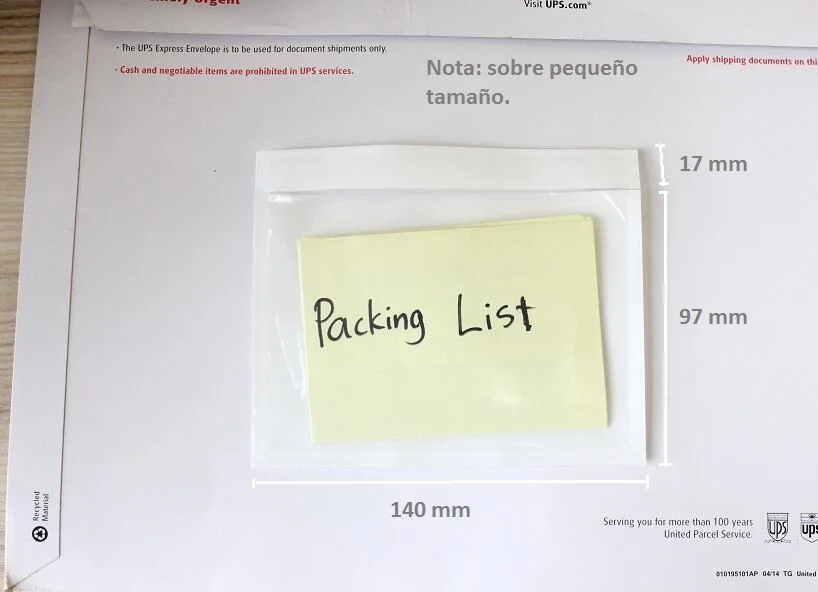 Urgent
Visit UPS.com®
• The UPS Express Envelope is to be used for document shipments only.
• Cash and negotiable items are prohibited in UPS services.
Nota: sobre pequeño
tamaño.
Apply shipping documents on
17 mm
Packing List
97 mm
140 mm
Recycled
Material
Serving you for more than 100 years
United Parcel Service.
ups
ups
010195101AP 04/14 TG United